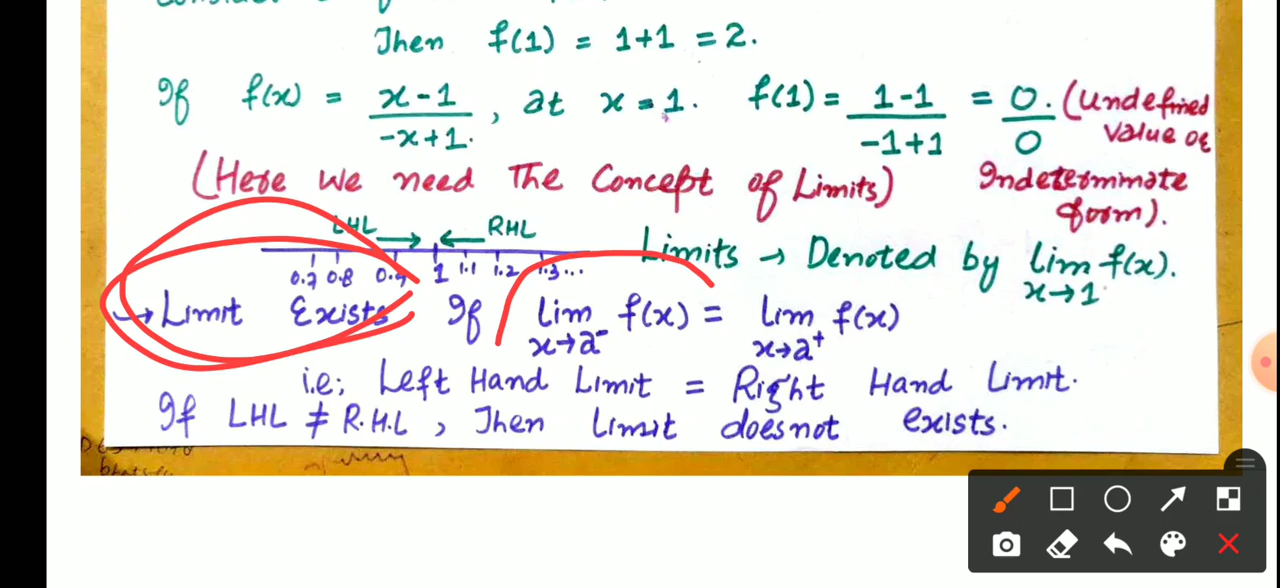 Then f(1) = 1+1 = 2.
If f(x) = x-1 / -x+1. , at x = 1. f(1) = 1-1 / -1+1 = 0. / 0 (undefined
value or
(Here we need The Concept of Limits) Indeterminate
form).
LHL → ← RHL
0.7 0.8 0.9 1 1.1 1.2 1.3... Limits → Denoted by lim x→1 f(x).
→ Limit Exists If lim x→a⁻ f(x) = lim x→a⁺ f(x)
i.e; Left Hand Limit = Right Hand Limit.
If LHL ≠ R.H.L , Then Limit doesnot exists.